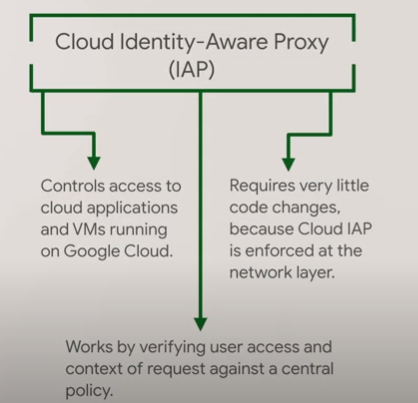 Cloud Identity-Aware Proxy
(IAP)
Controls access to
cloud applications
and VMs running
on Google Cloud.
Requires very little
code changes,
because Cloud IAP
is enforced at the
network layer.
Works by verifying user access and
context of request against a central
policy.